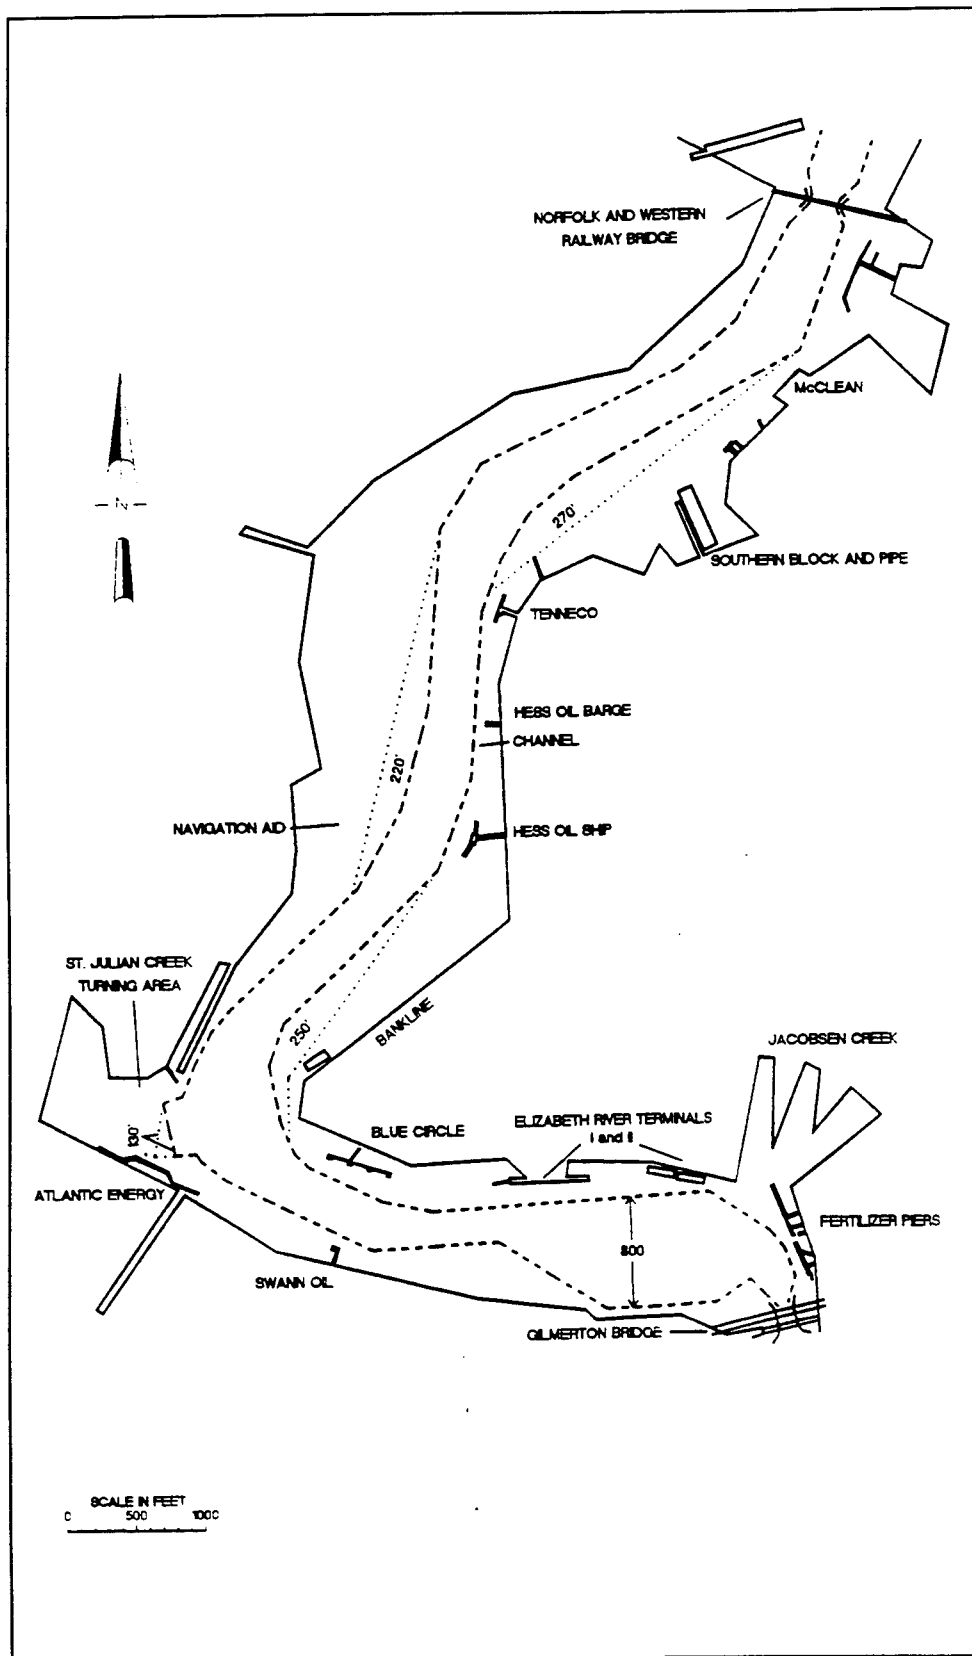 NORFOLK AND WESTERN
RAILWAY BRIDGE
McCLEAN
N
270'
SOUTHERN BLOCK AND PIPE
TENNECO
HESS OIL BARGE
CHANNEL
220'
NAVIGATION AID
HESS OIL SHIP
ST. JULIAN CREEK
TURNING AREA
250'
BANKLINE
JACOBSEN CREEK
130'
BLUE CIRCLE
ELIZABETH RIVER TERMINALS
I and II
ATLANTIC ENERGY
FERTILIZER PIERS
800
SWANN OIL
GILMERTON BRIDGE
SCALE IN FEET
0 500 1000